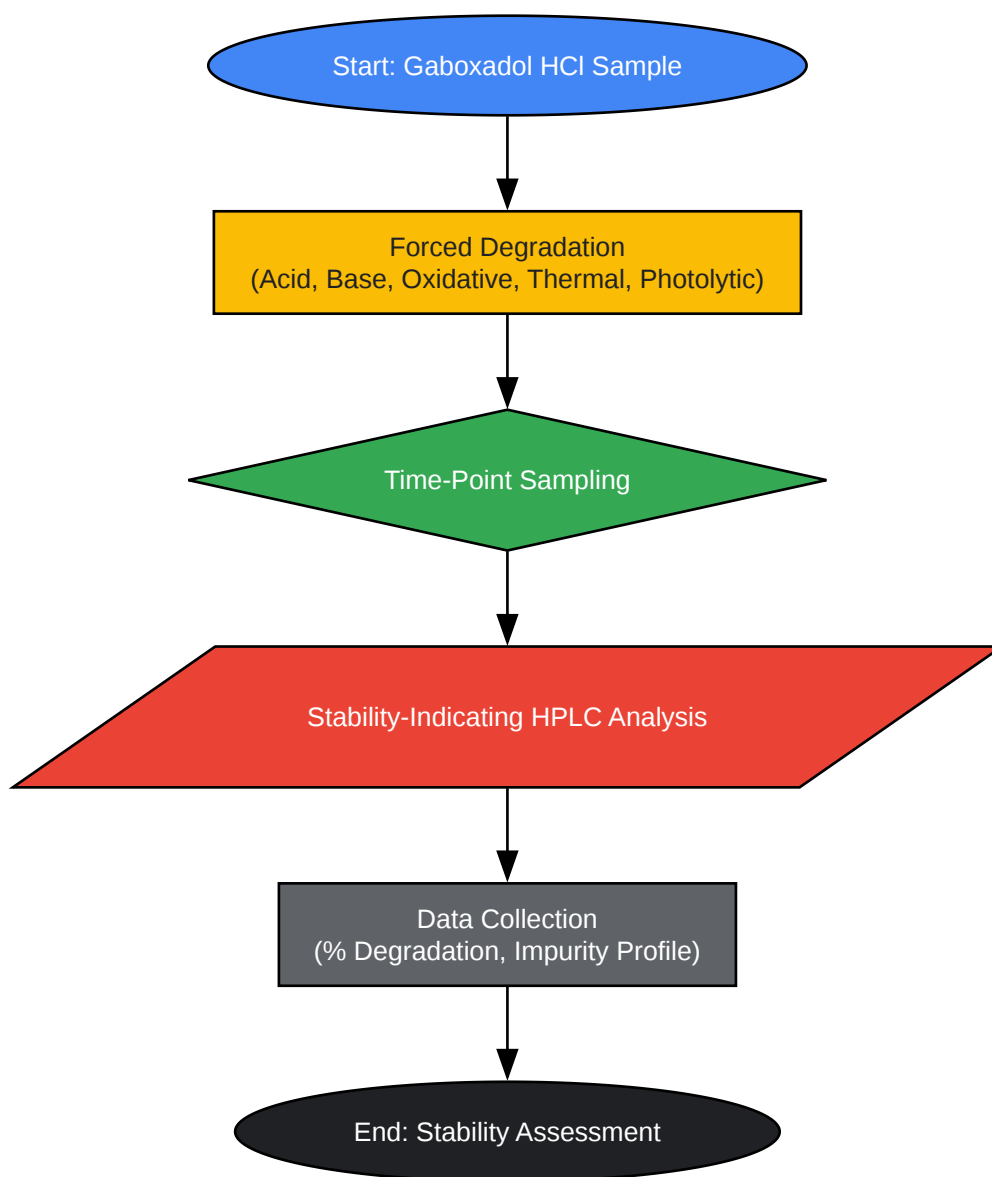 Start: Gaboxadol HCl Sample
Forced Degradation
(Acid, Base, Oxidative, Thermal, Photolytic)
Time-Point Sampling
Stability-Indicating HPLC Analysis
Data Collection
(% Degradation, Impurity Profile)
End: Stability Assessment